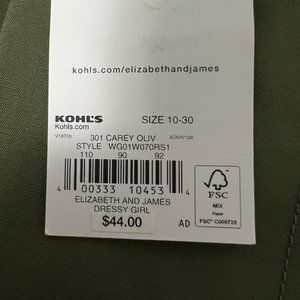 kohls.com/elizabethandjames
KOHL'S SIZE 10-30
Kohls.com
V18709 301 CAREY OLIV
STYLE WG01W070RS1
110 90 92
4 00333 10453 4
ELIZABETH AND JAMES
DRESSY GIRL
$44.00 AD
FSC
MIX
Paper
FSC® C005725